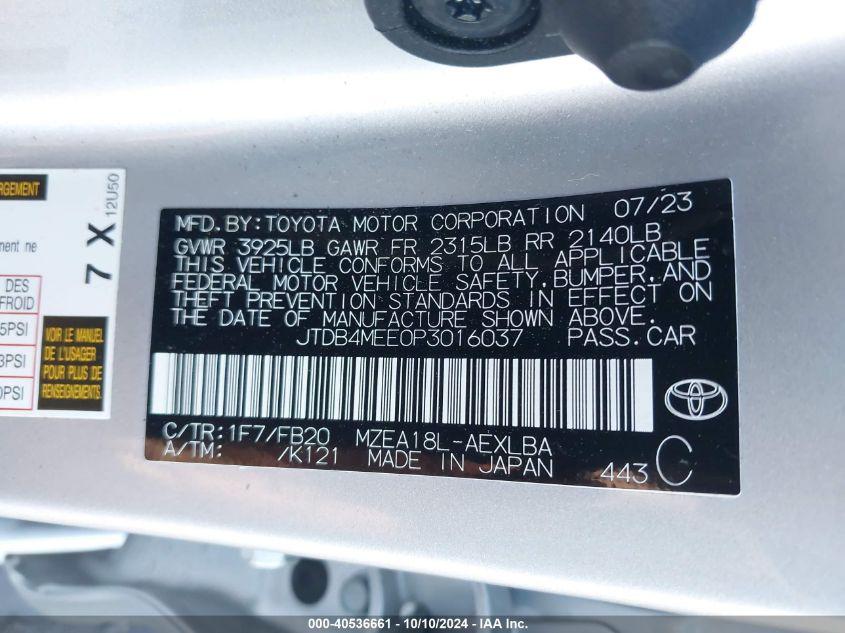 RGEMENT
ment ne
DES
FROID
5PSI
3PSI
0PSI
7 X
12U50
VOIR LE MANUEL
DE L'USAGER
POUR PLUS DE
RENSEIGNEMENTS.
MFD. BY: TOYOTA MOTOR CORPORATION 07/23
GVWR 3925LB GAWR FR 2315LB RR 2140LB
THIS VEHICLE CONFORMS TO ALL APPLICABLE
FEDERAL MOTOR VEHICLE SAFETY, BUMPER, AND
THEFT PREVENTION STANDARDS IN EFFECT ON
THE DATE OF MANUFACTURE SHOWN ABOVE.
JTDB4MEE0P3016037 PASS. CAR
C/TR: 1F7/FB20 MZEA18L-AEXLBA
A/TM: /K121 MADE IN JAPAN 443 C
000-40536661 - 10/10/2024 - IAA Inc.